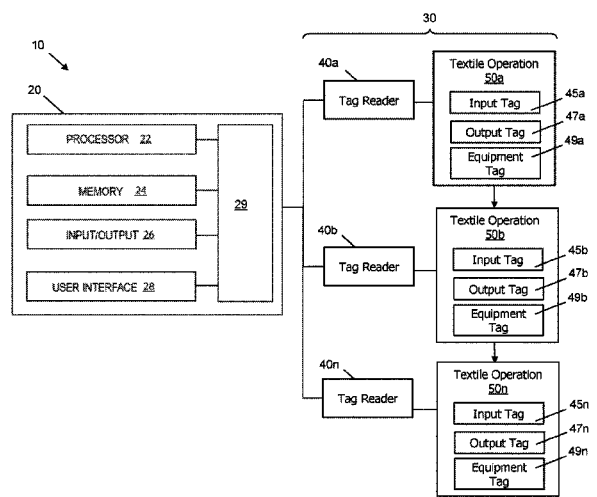 30
10
40a
Textile Operation
50a
20
Tag Reader
Input Tag
45a
Output Tag
47a
PROCESSOR 22
Equipment
Tag
49a
MEMORY 24
29
40b
Textile Operation
50b
INPUT/OUTPUT 26
Tag Reader
Input Tag
45b
USER INTERFACE 28
Output Tag
47b
Equipment
Tag
49b
40n
Textile Operation
50n
Tag Reader
Input Tag
45n
Output Tag
47n
Equipment
Tag
49n